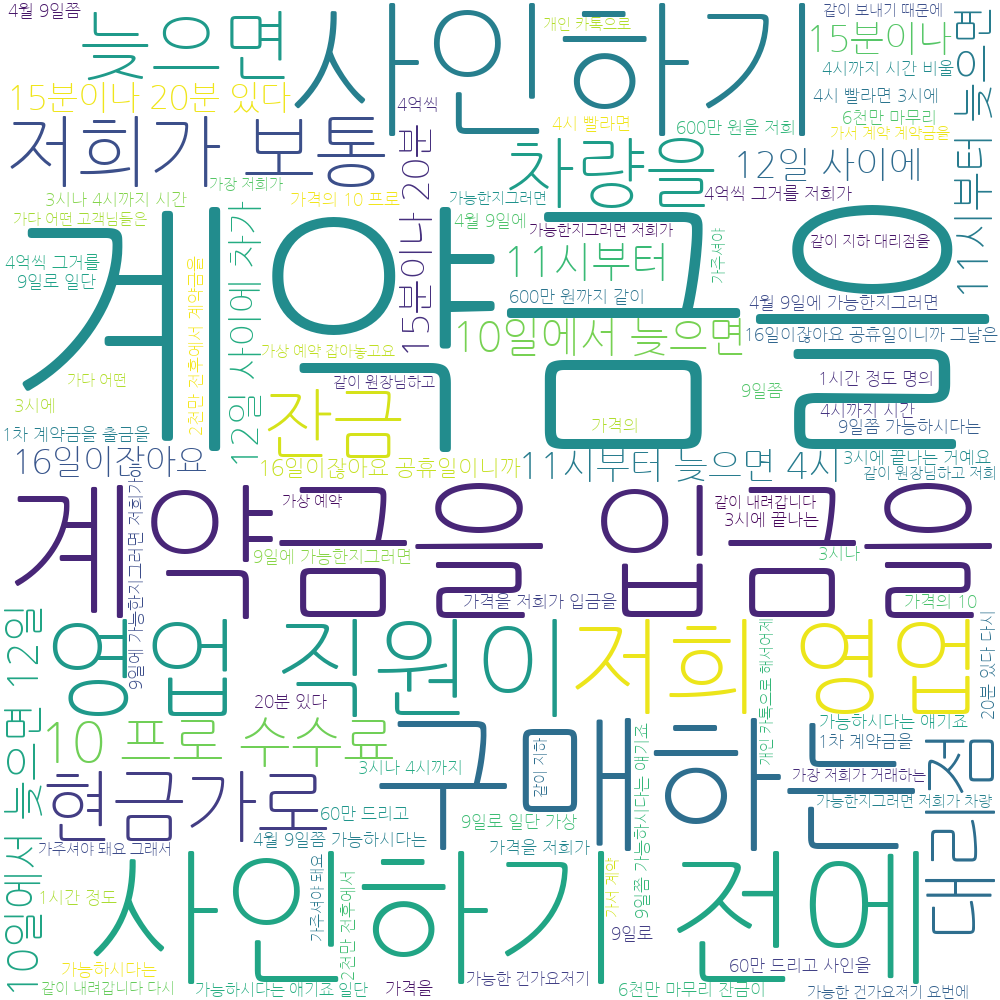 4월 9일쯤
늦으면
사인하기
개인 카톡으로
같이 보내기 때문에
15분이나
4시까지 시간 비울
11시부터 늦으면
15분이나 20분 있다
4억씩
4시 빨라면 3시에
저희가 보통
4시 빨라면
600만 원을 저희
6천만 마무리
가서 계약 계약금을
차량을
12일 사이에
15분이나 20분
가장 저희가
3시나 4시까지 시간
가격의 10 프로
가능한지그러면
4억씩 그거를 저희가
가다 어떤 고객님들은
4월 9일에
가능한지그러면 저희가
가주셔야
같이 지하 대리점을
계약금을
12일 사이에 차가
2천만 전후에서 계약금을
4억씩 그거를
9일로 일단
11시부터
600만 원까지 같이
4월 9일에 가능한지그러면
10일에서 늦으면
16일이잖아요 공휴일이니까 그날은
가상 예약 잡아놓고요
가다 어떤
같이 원장님하고
1시간 정도 명의
9일쯤
3시에
잔금
4시까지 시간
1차 계약금을 출금을
가격의
9일쯤 가능하시다는
16일이잖아요
16일이잖아요 공휴일이니까
11시부터 늦으면 4시
3시에 끝나는 거예요
같이 원장님하고 저희
계약금을 입금을
가상 예약
같이 내려갑니다
3시에 끝나는
9일에 가능한지그러면 저희가
9일에 가능한지그러면
3시나
가격을 저희가 입금을
가격의 10
영업 직원이
저희 영업
20분 있다 다시
10일에서 늦으면 12일
20분 있다
개인 카톡으로 해서어제
10 프로 수수료
구매하는
같이 지하
가능하시다는 얘기죠
1차 계약금을
대리점
3시나 4시까지
9일쯤 가능하시다는 얘기죠
가장 저희가 거래하는
현금가로
60만 드리고
9일로 일단 가상
가능한지그러면 저희가 차량
4월 9일쯤 가능하시다는
가주셔야 돼요 그래서
가격을 저희가
사인하기 전에
가주셔야 돼요
2천만 전후에서
가서 계약
1시간 정도
9일로
가능하시다는
60만 드리고 사인을
같이 내려갑니다 다시
가능하시다는 얘기죠 일단
가격을
가능한 건가요저기
6천만 마무리 잔금이
가능한 건가요저기 요번에